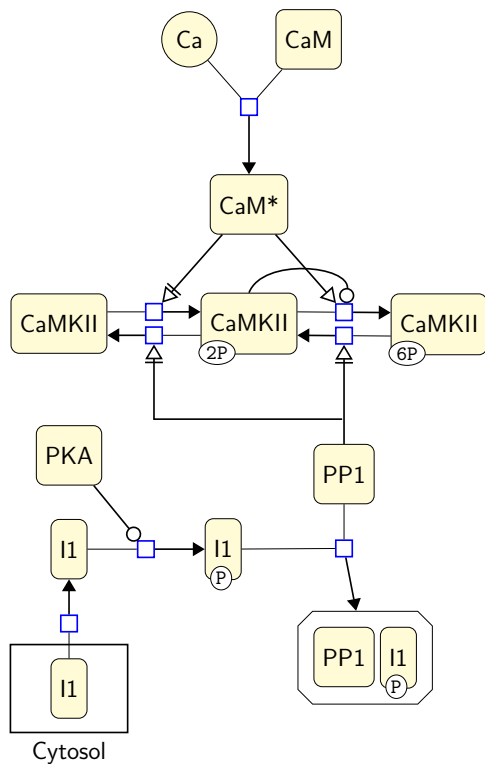 Ca
CaM
CaM*
CaMKII
CaMKII
CaMKII
2P
6P
PKA
PP1
I1
I1
P
PP1
I1
P
I1
Cytosol